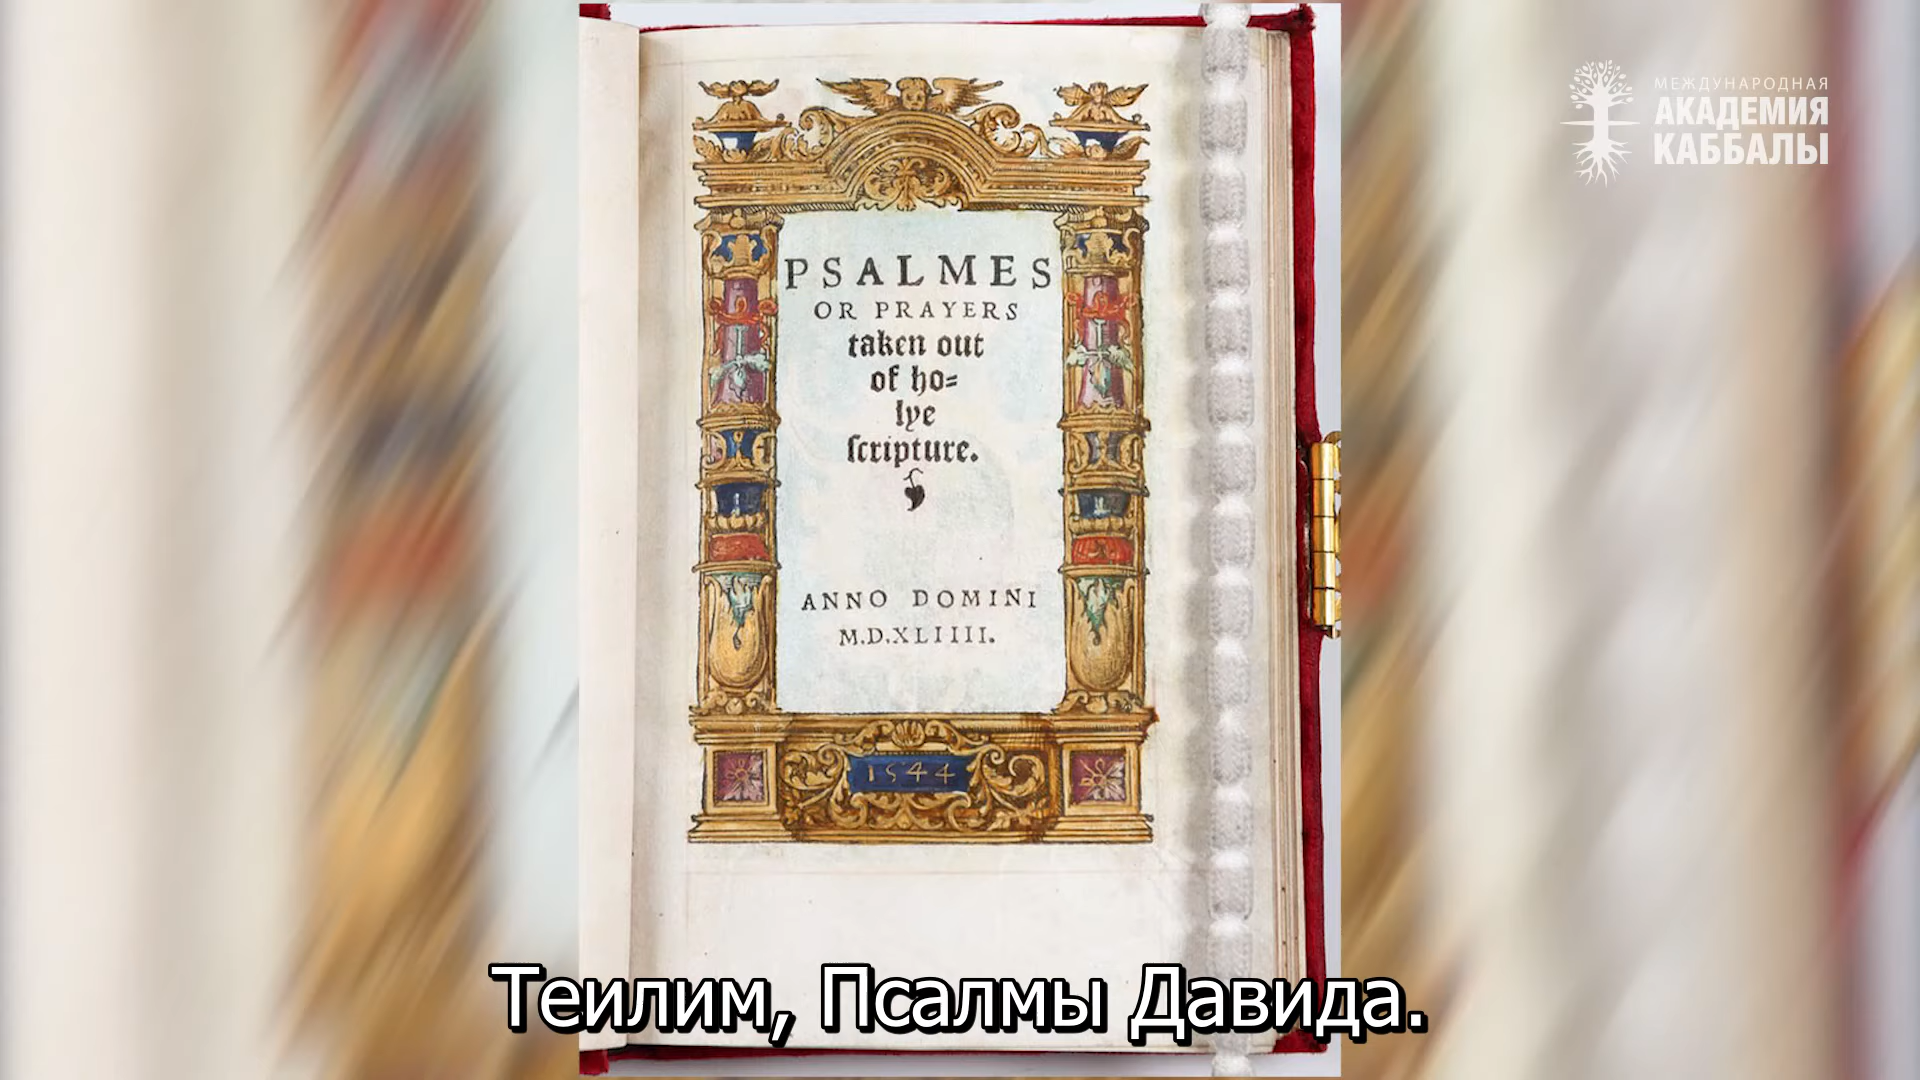 МЕЖДУНАРОДНАЯ
АКАДЕМИЯ
КАББАЛЫ
PSALMES
OR PRAYERS
taken out
of ho=
lye
scripture.
ANNO DOMINI
M.D.XLIIII.
1544
Теилим, Псалмы Давида.